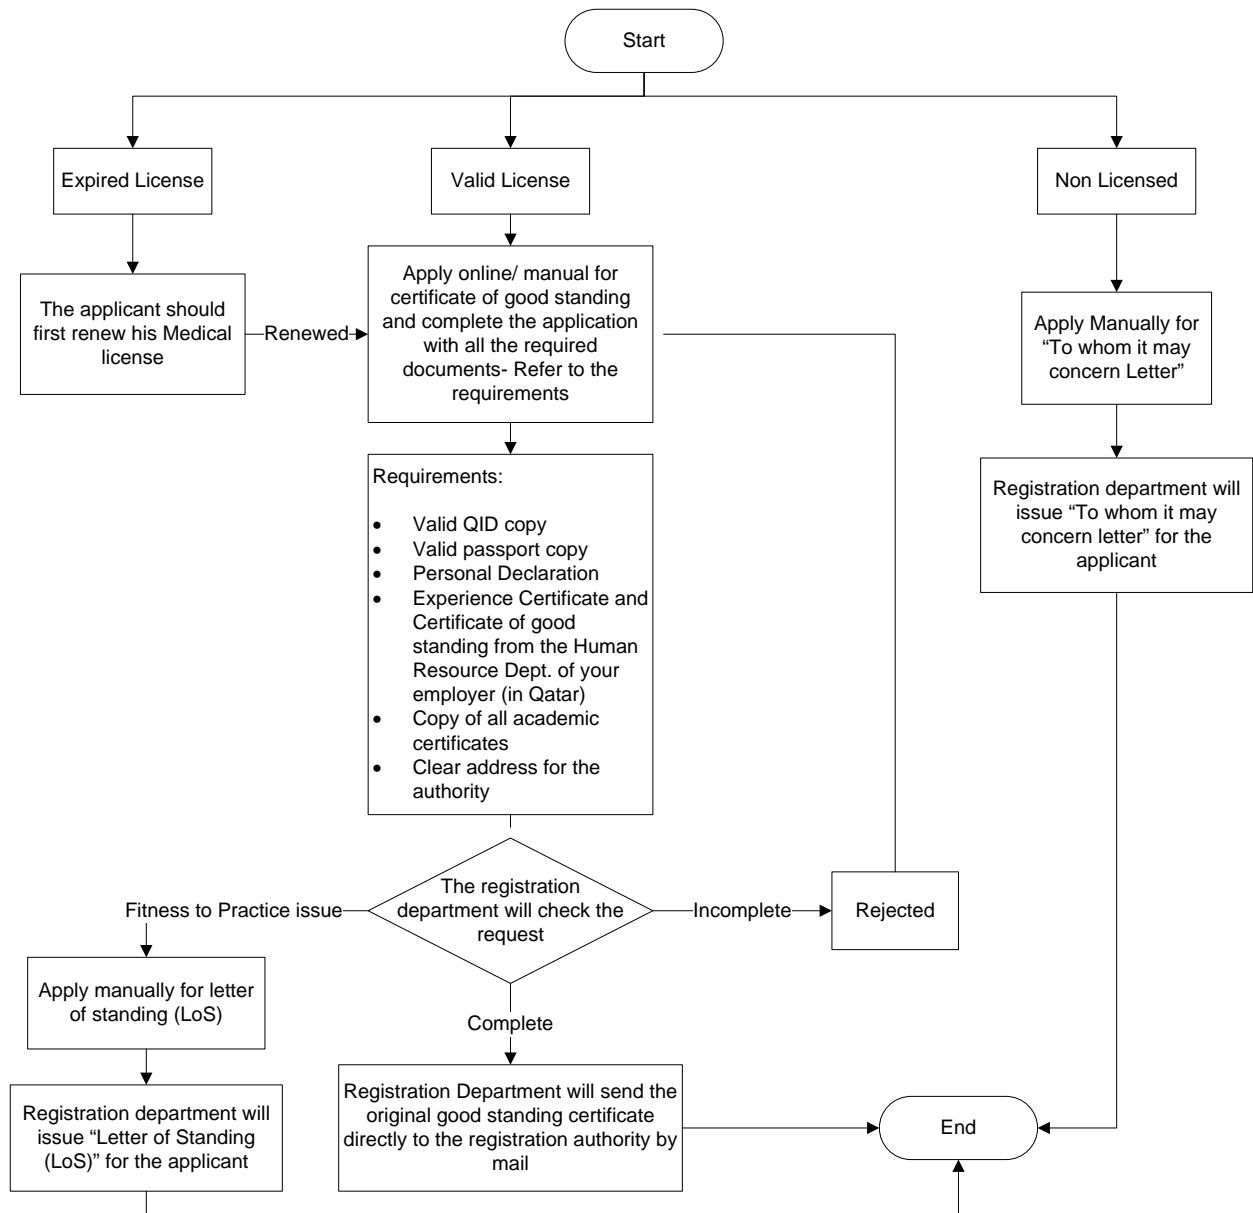 Start
Expired License
Valid License
Non Licensed
The applicant should
first renew his Medical
license
Renewed
Apply online/ manual for
certificate of good standing
and complete the application
with all the required
documents- Refer to the
requirements
Apply Manually for
“To whom it may
concern Letter”
Registration department will
issue “To whom it may
concern letter” for the
applicant
Requirements:
• Valid QID copy
• Valid passport copy
• Personal Declaration
• Experience Certificate and
Certificate of good
standing from the Human
Resource Dept. of your
employer (in Qatar)
• Copy of all academic
certificates
• Clear address for the
authority
The registration
department will check the
request
Fitness to Practice issue
Incomplete
Rejected
Apply manually for letter
of standing (LoS)
Complete
Registration department will
issue “Letter of Standing
(LoS)” for the applicant
Registration Department will send the
original good standing certificate
directly to the registration authority by
mail
End